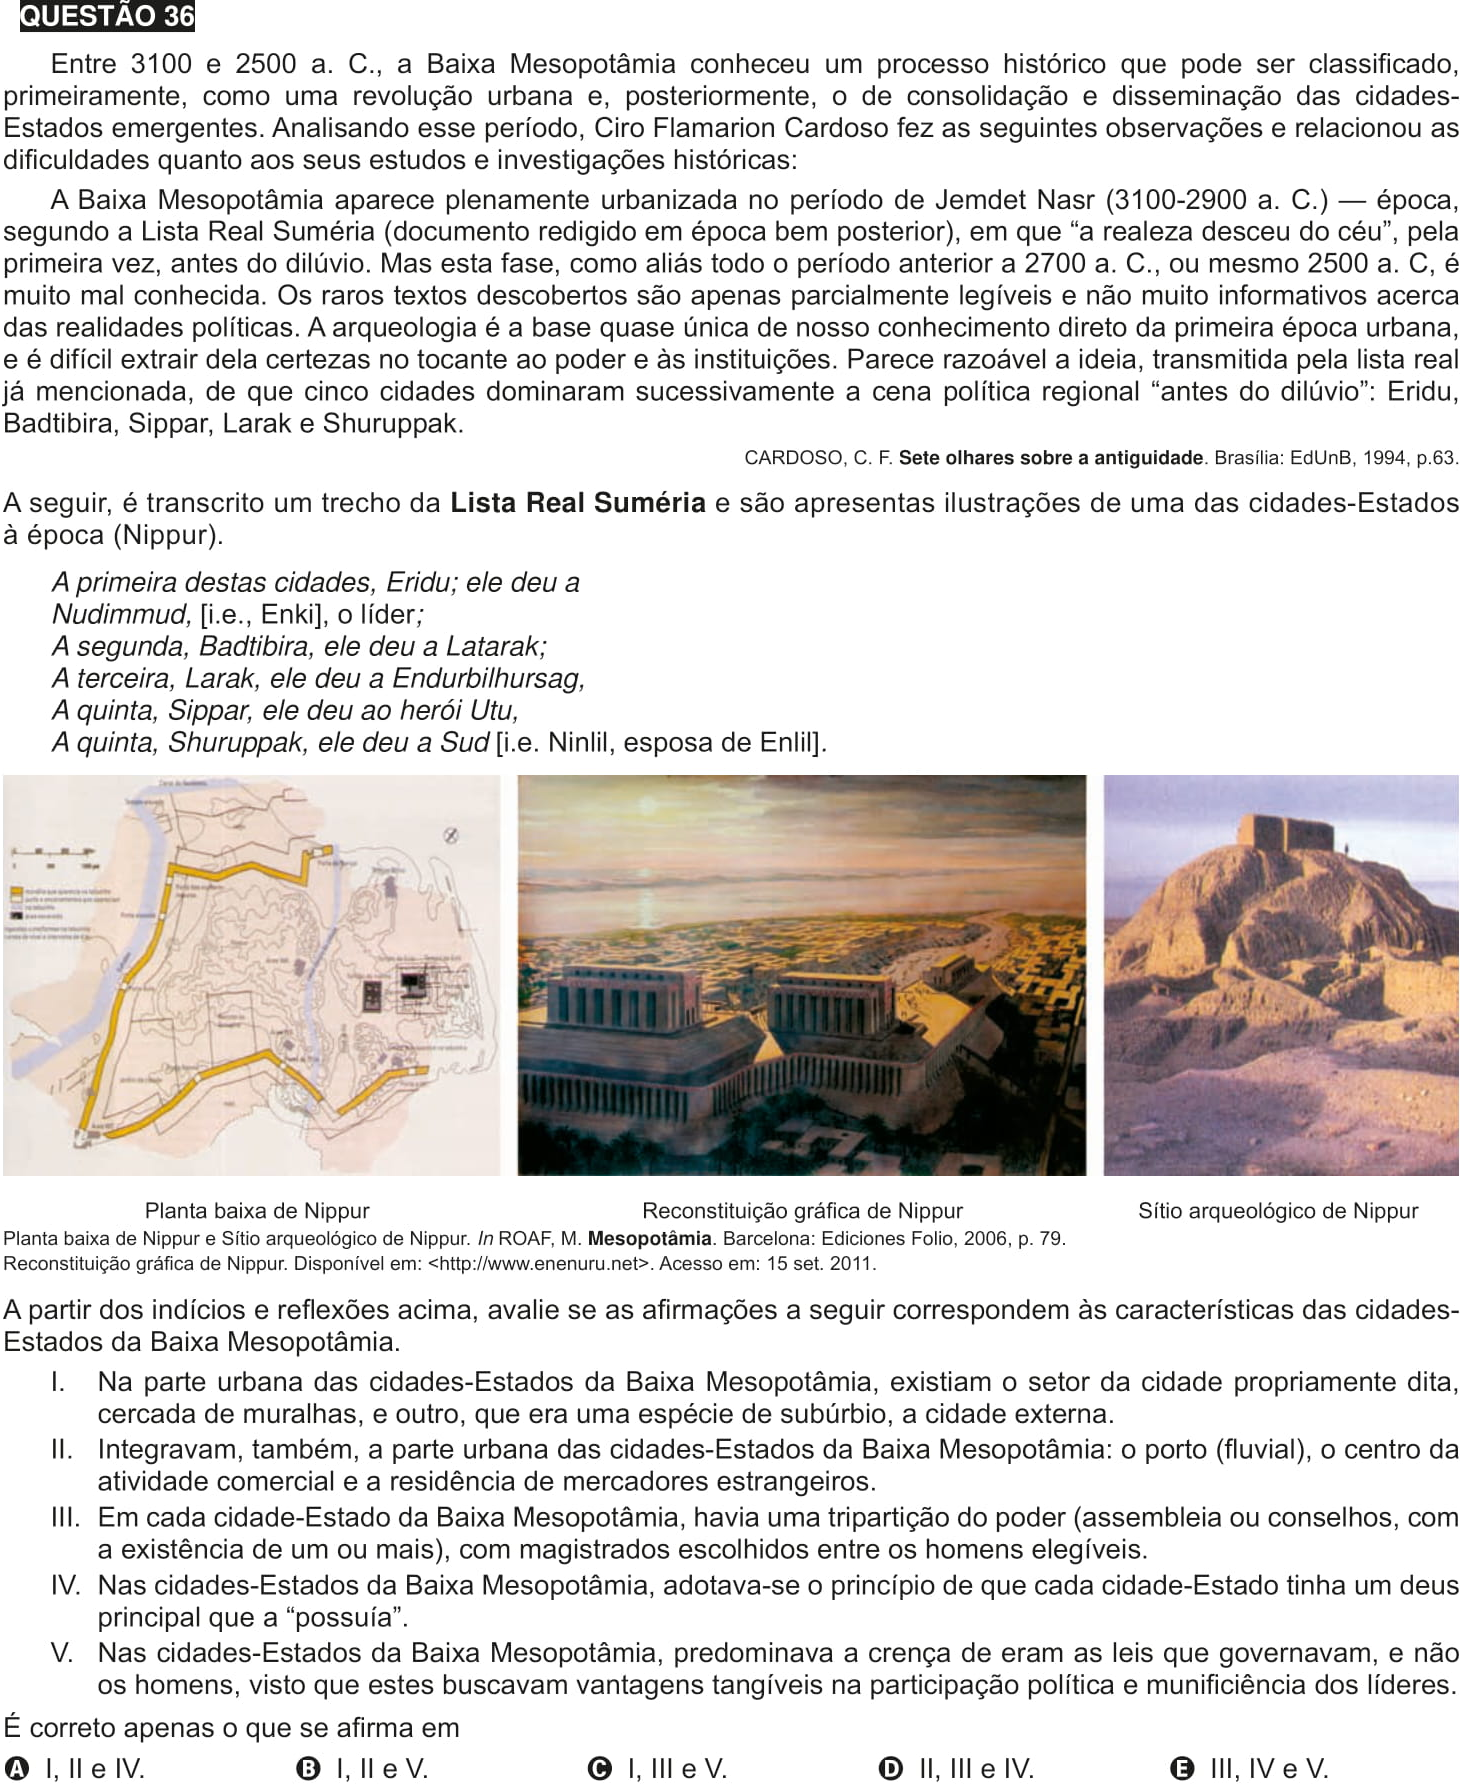 QUESTÃO 36
Entre 3100 e 2500 a. C., a Baixa Mesopotâmia conheceu um processo histórico que pode ser classificado,
primeiramente, como uma revolução urbana e, posteriormente, o de consolidação e disseminação das cidades-
Estados emergentes. Analisando esse período, Ciro Flamarion Cardoso fez as seguintes observações e relacionou as
dificuldades quanto aos seus estudos e investigações históricas:
A Baixa Mesopotâmia aparece plenamente urbanizada no período de Jemdet Nasr (3100-2900 a. C.) — época,
segundo a Lista Real Suméria (documento redigido em época bem posterior), em que “a realeza desceu do céu”, pela
primeira vez, antes do dilúvio. Mas esta fase, como aliás todo o período anterior a 2700 a. C., ou mesmo 2500 a. C, é
muito mal conhecida. Os raros textos descobertos são apenas parcialmente legíveis e não muito informativos acerca
das realidades políticas. A arqueologia é a base quase única de nosso conhecimento direto da primeira época urbana,
e é difícil extrair dela certezas no tocante ao poder e às instituições. Parece razoável a ideia, transmitida pela lista real
já mencionada, de que cinco cidades dominaram sucessivamente a cena política regional “antes do dilúvio”: Eridu,
Badtibira, Sippar, Larak e Shuruppak.
CARDOSO, C. F. Sete olhares sobre a antiguidade. Brasília: EdUnB, 1994, p.63.
A seguir, é transcrito um trecho da Lista Real Suméria e são apresentas ilustrações de uma das cidades-Estados
à época (Nippur).
A primeira destas cidades, Eridu; ele deu a
Nudimmud, [i.e., Enki], o líder;
A segunda, Badtibira, ele deu a Latarak;
A terceira, Larak, ele deu a Endurbilhursag,
A quinta, Sippar, ele deu ao herói Utu,
A quinta, Shuruppak, ele deu a Sud [i.e. Ninlil, esposa de Enlil].
Planta baixa de Nippur
Reconstituição gráfica de Nippur
Sítio arqueológico de Nippur
Planta baixa de Nippur e Sítio arqueológico de Nippur. In ROAF, M. Mesopotâmia. Barcelona: Ediciones Folio, 2006, p. 79.
Reconstituição gráfica de Nippur. Disponível em: <http://www.enenuru.net>. Acesso em: 15 set. 2011.
A partir dos indícios e reflexões acima, avalie se as afirmações a seguir correspondem às características das cidades-
Estados da Baixa Mesopotâmia.
I. Na parte urbana das cidades-Estados da Baixa Mesopotâmia, existiam o setor da cidade propriamente dita,
cercada de muralhas, e outro, que era uma espécie de subúrbio, a cidade externa.
II. Integravam, também, a parte urbana das cidades-Estados da Baixa Mesopotâmia: o porto (fluvial), o centro da
atividade comercial e a residência de mercadores estrangeiros.
III. Em cada cidade-Estado da Baixa Mesopotâmia, havia uma tripartição do poder (assembleia ou conselhos, com
a existência de um ou mais), com magistrados escolhidos entre os homens elegíveis.
IV. Nas cidades-Estados da Baixa Mesopotâmia, adotava-se o princípio de que cada cidade-Estado tinha um deus
principal que a “possuía”.
V. Nas cidades-Estados da Baixa Mesopotâmia, predominava a crença de eram as leis que governavam, e não
os homens, visto que estes buscavam vantagens tangíveis na participação política e munificiência dos líderes.
É correto apenas o que se afirma em
A I, II e IV.
B I, II e V.
C I, III e V.
D II, III e IV.
E III, IV e V.